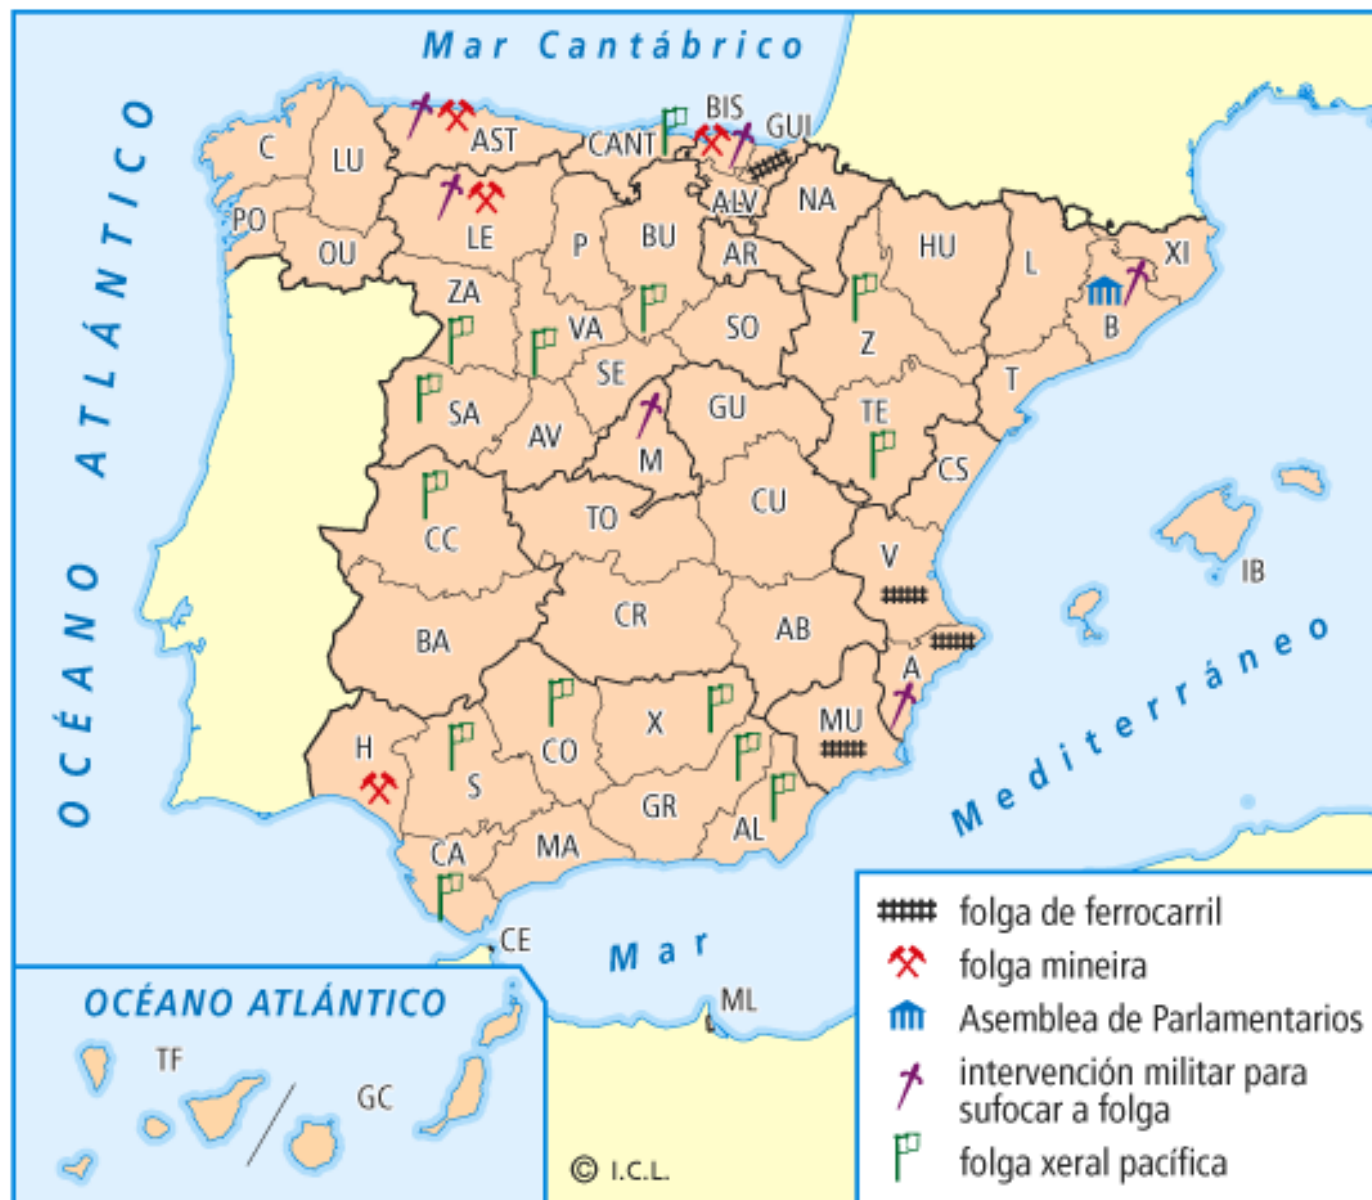 Mar Cantábrico
OCÉANO ATLÁNTICO
C
LU
AST
CANT
BIS
GUI
PO
OU
LE
P
BU
ALV
NA
AR
HU
L
XI
ZA
VA
SO
Z
B
SE
T
SA
AV
M
GU
TE
CS
CC
TO
CU
V
IB
BA
CR
AB
A
H
S
CO
X
MU
GR
AL
CA
MA
CE
ML
Mar Mediterráneo
OCÉANO ATLÁNTICO
TF
GC
© I.C.L.
folga de ferrocarril
folga mineira
Asemblea de Parlamentarios
intervención militar para
sufocar a folga
folga xeral pacífica